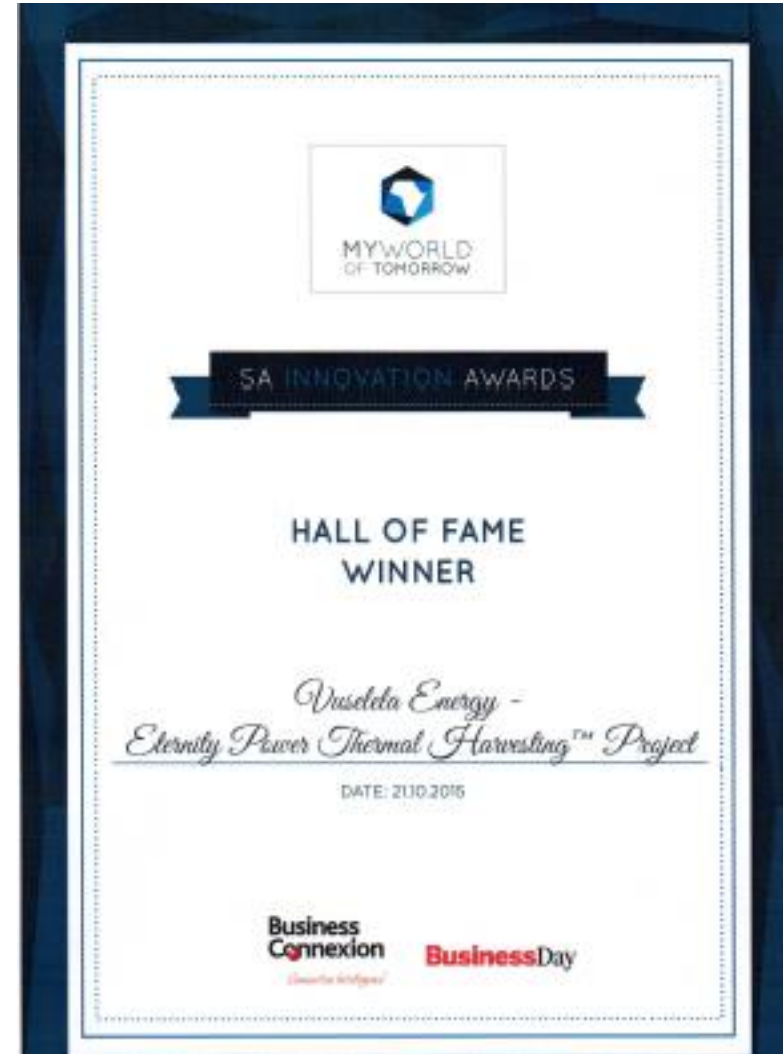 MYWORLD
OF TOMORROW
SA INNOVATION AWARDS
HALL OF FAME
WINNER
Vuselela Energy -
Eternity Power Thermal Harvesting™ Project
DATE: 21.10.2015
Business
Connexion
BusinessDay